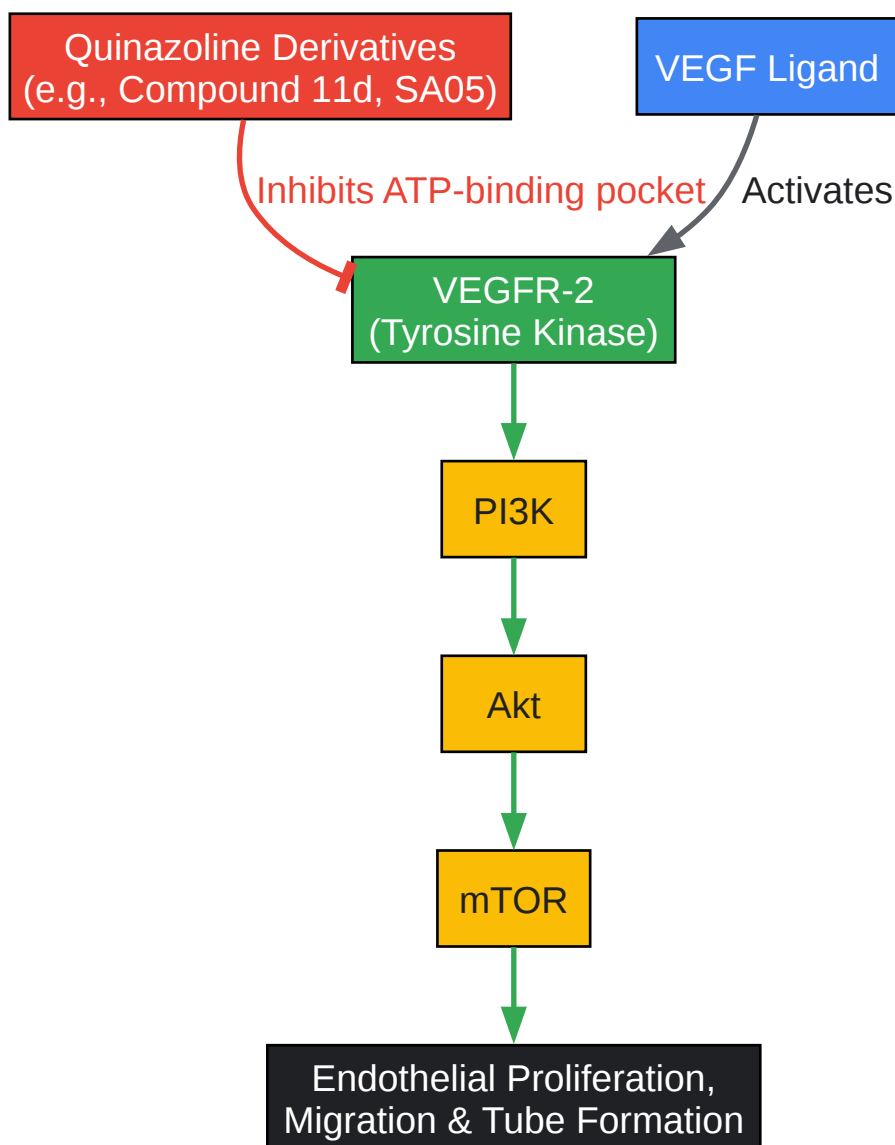 Quinazoline Derivatives
(e.g., Compound 11d, SA05)
VEGF Ligand
Inhibits ATP-binding pocket
Activates
VEGFR-2
(Tyrosine Kinase)
PI3K
Akt
mTOR
Endothelial Proliferation,
Migration & Tube Formation